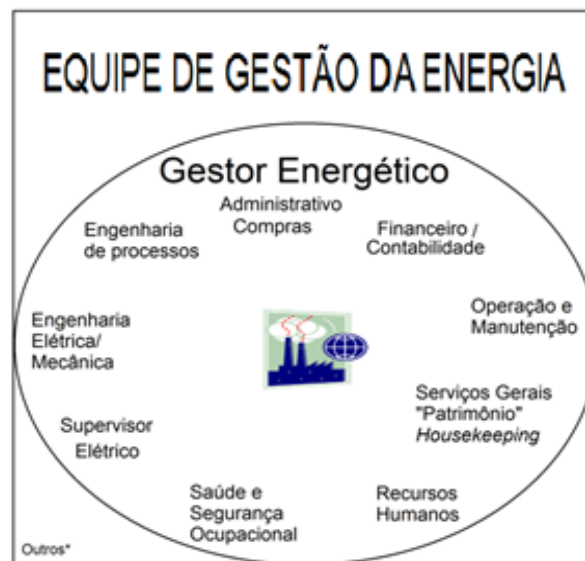 EQUIPE DE GESTÃO DA ENERGIA
Gestor Energético
Administrativo
Compras
Engenharia
de processos
Financeiro /
Contabilidade
Engenharia
Elétrica/
Mecânica
Operação e
Manutenção
Serviços Gerais
"Patrimônio"
Housekeeping
Supervisor
Elétrico
Saúde e
Segurança
Ocupacional
Recursos
Humanos
Outros*